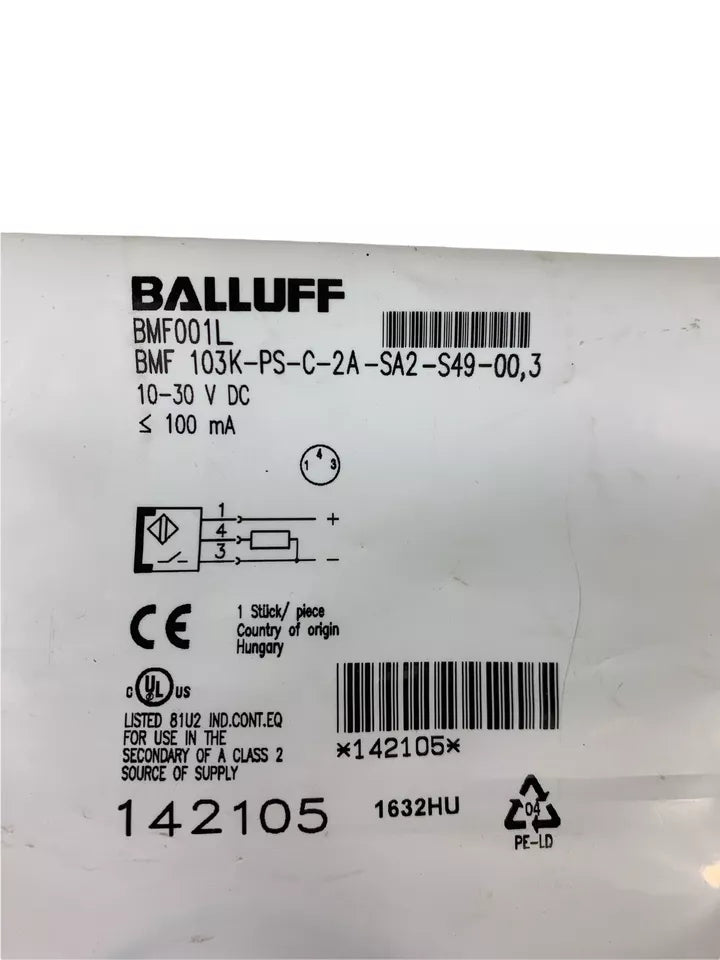 BALLUFF
BMF001L
BMF 103K-PS-C-2A-SA2-S49-00,3
10-30 V DC
≤ 100 mA
1 4 3
1 +
4
3 -
CE
1 Stück/ piece
Country of origin
Hungary
C UL US
LISTED 81U2 IND.CONT.EQ
FOR USE IN THE
SECONDARY OF A CLASS 2
SOURCE OF SUPPLY
*142105*
142105
1632HU
04
PE-LD